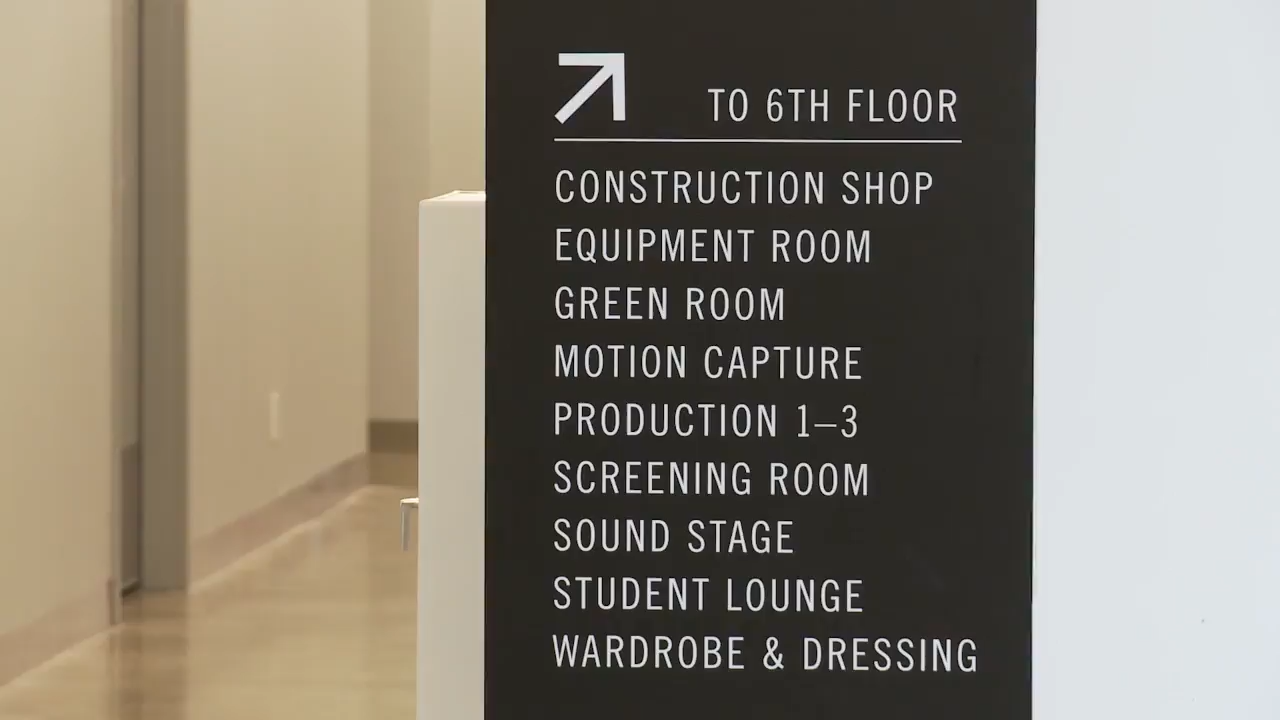 TO 6TH FLOOR
CONSTRUCTION SHOP
EQUIPMENT ROOM
GREEN ROOM
MOTION CAPTURE
PRODUCTION 1–3
SCREENING ROOM
SOUND STAGE
STUDENT LOUNGE
WARDROBE & DRESSING